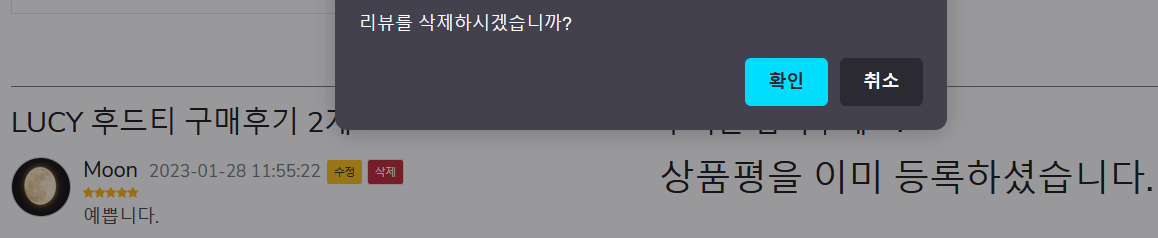 리뷰를 삭제하시겠습니까?
확인 취소
LUCY 후드티 구매후기 2개
Moon 2023-01-28 11:55:22 수정 삭제
예쁩니다.
상품평을 이미 등록하셨습니다.